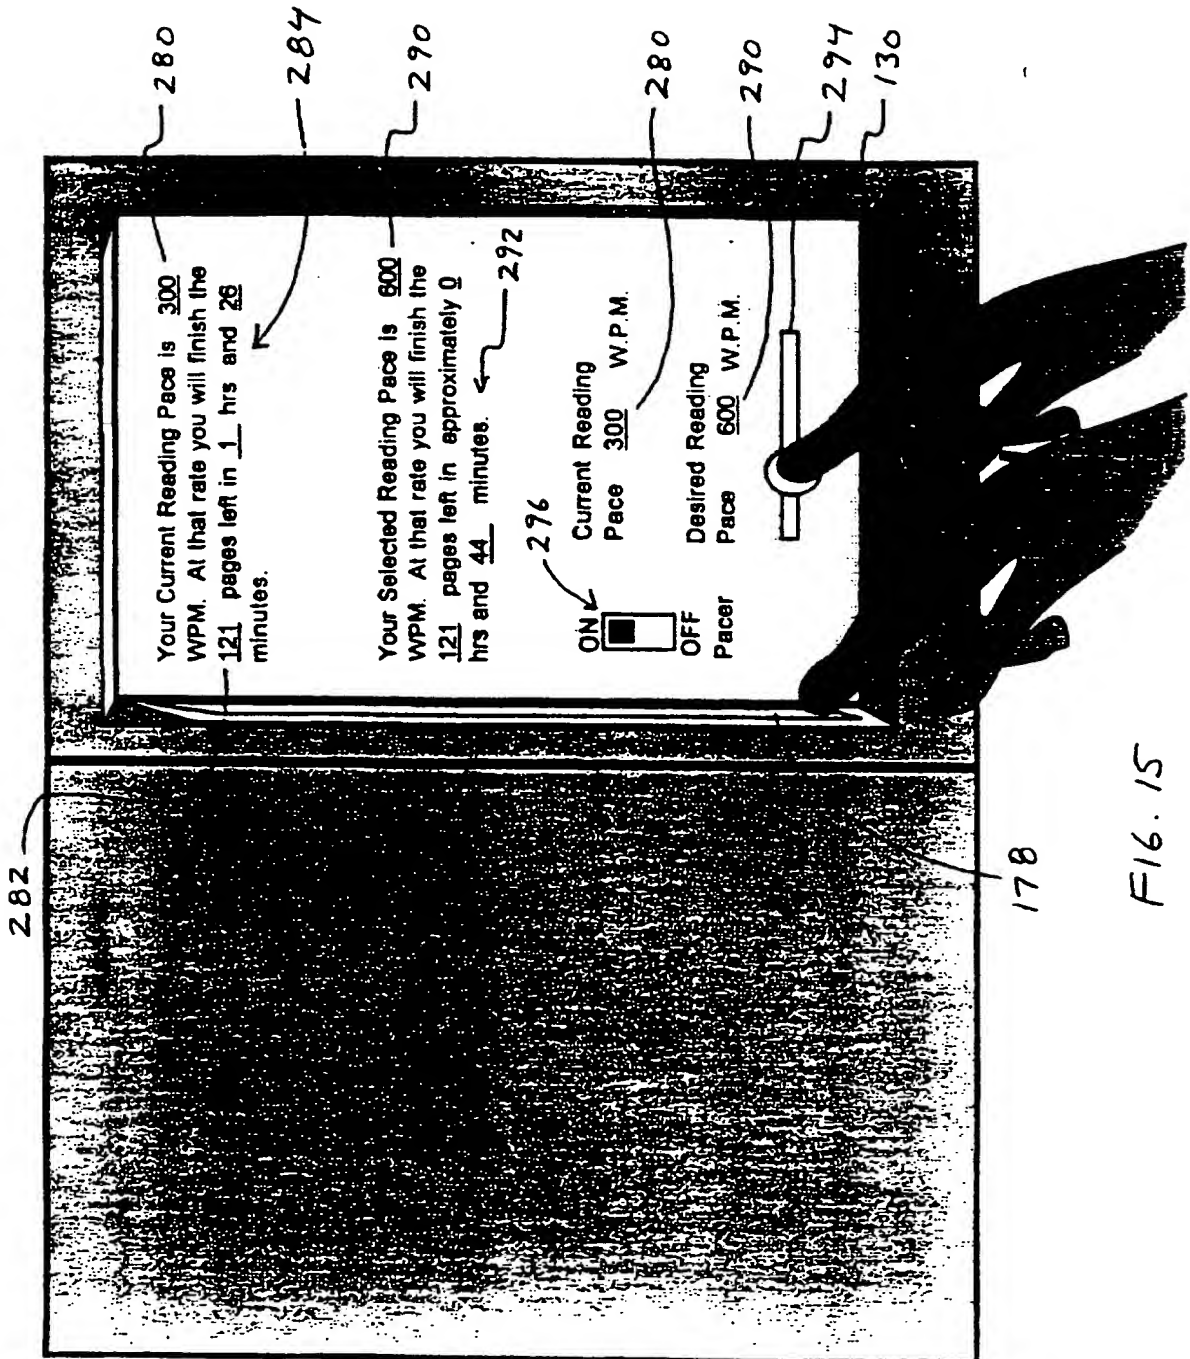 282
Your Current Reading Pace is 300
WPM. At that rate you will finish the
121 pages left in 1 hrs and 26
minutes.
280
284
Your Selected Reading Pace is 600
WPM. At that rate you will finish the
121 pages left in approximately 0
hrs and 44 minutes.
290
292
296
ON
OFF
Pacer
Current Reading
Pace 300 W.P.M.
280
Desired Reading
Pace 600 W.P.M.
290
294
130
178
FIG. 15